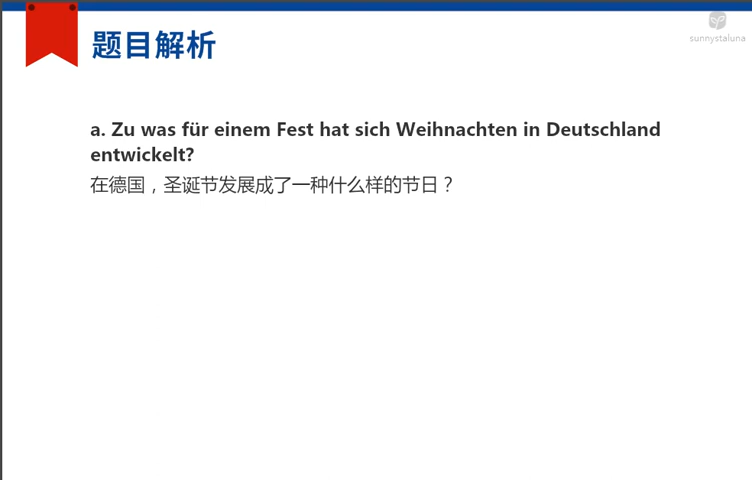 题目解析
sunnystaluna
a. Zu was für einem Fest hat sich Weihnachten in Deutschland
entwickelt?
在德国，圣诞节发展成了一种什么样的节日？